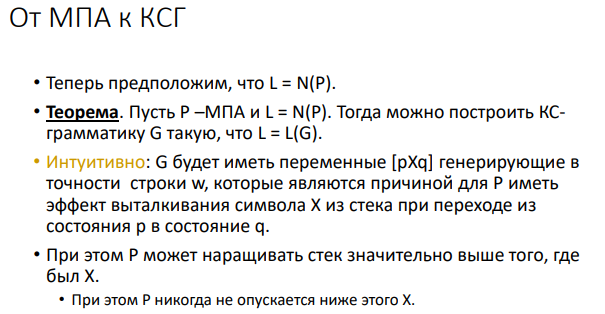 От МПА к КСГ
• Теперь предположим, что L = N(P).
• Теорема. Пусть P –МПА и L = N(P). Тогда можно построить КС-
грамматику G такую, что L = L(G).
• Интуитивно: G будет иметь переменные [pXq] генерирующие в
точности строки w, которые являются причиной для P иметь
эффект выталкивания символа X из стека при переходе из
состояния p в состояние q.
• При этом P может наращивать стек значительно выше того, где
был X.
• При этом P никогда не опускается ниже этого X.